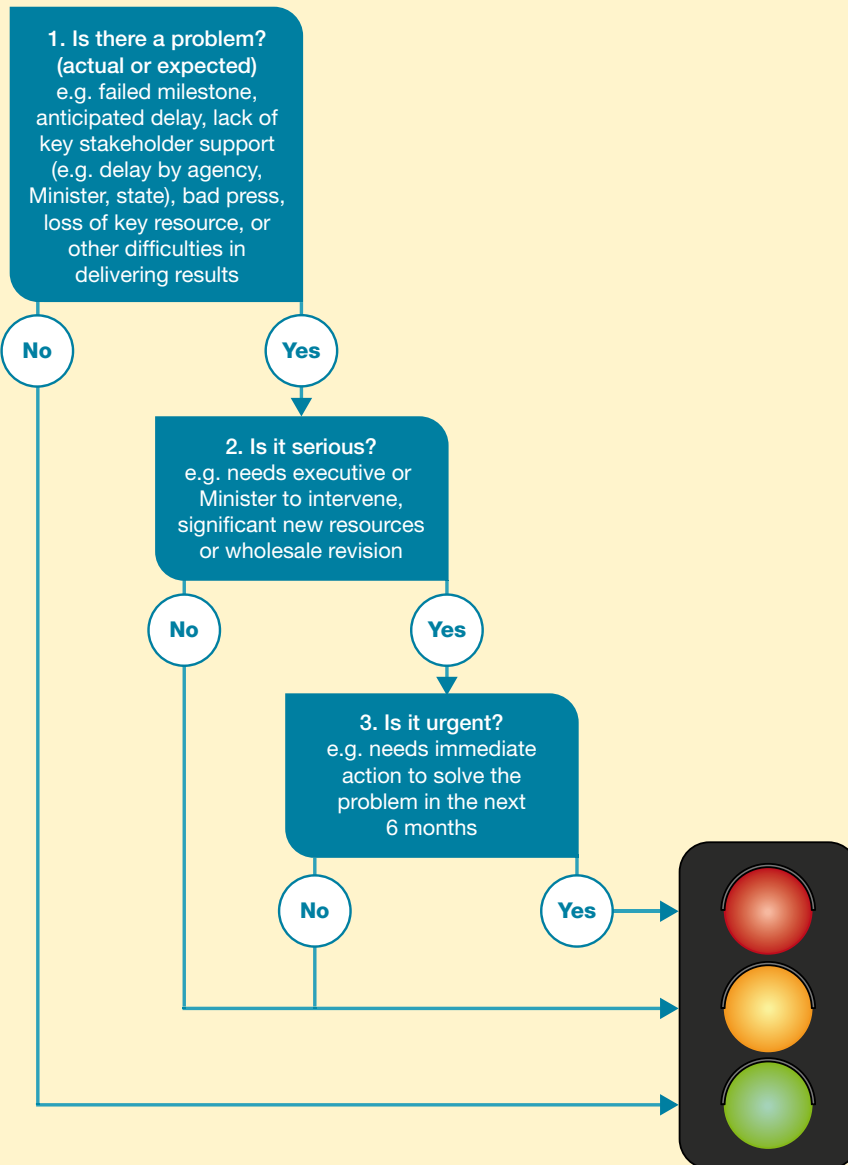 1. Is there a problem?
(actual or expected)
e.g. failed milestone,
anticipated delay, lack of
key stakeholder support
(e.g. delay by agency,
Minister, state), bad press,
loss of key resource, or
other difficulties in
delivering results
No
Yes
2. Is it serious?
e.g. needs executive or
Minister to intervene,
significant new resources
or wholesale revision
No
Yes
3. Is it urgent?
e.g. needs immediate
action to solve the
problem in the next
6 months
No
Yes